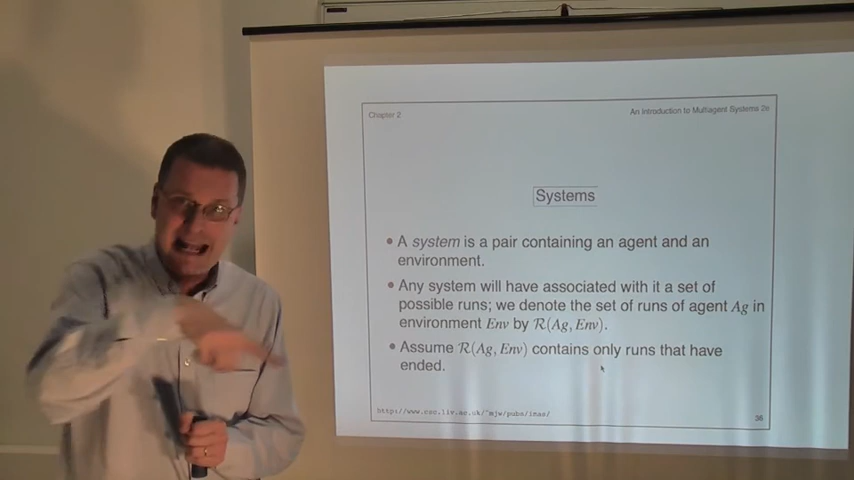 Chapter 2
An Introduction to Multiagent Systems 2e
Systems
• A system is a pair containing an agent and an
environment.
• Any system will have associated with it a set of
possible runs; we denote the set of runs of agent Ag in
environment Env by R(Ag, Env).
• Assume R(Ag, Env) contains only runs that have
ended.
http://www.csc.liv.ac.uk/~mjw/pubs/imas/
36